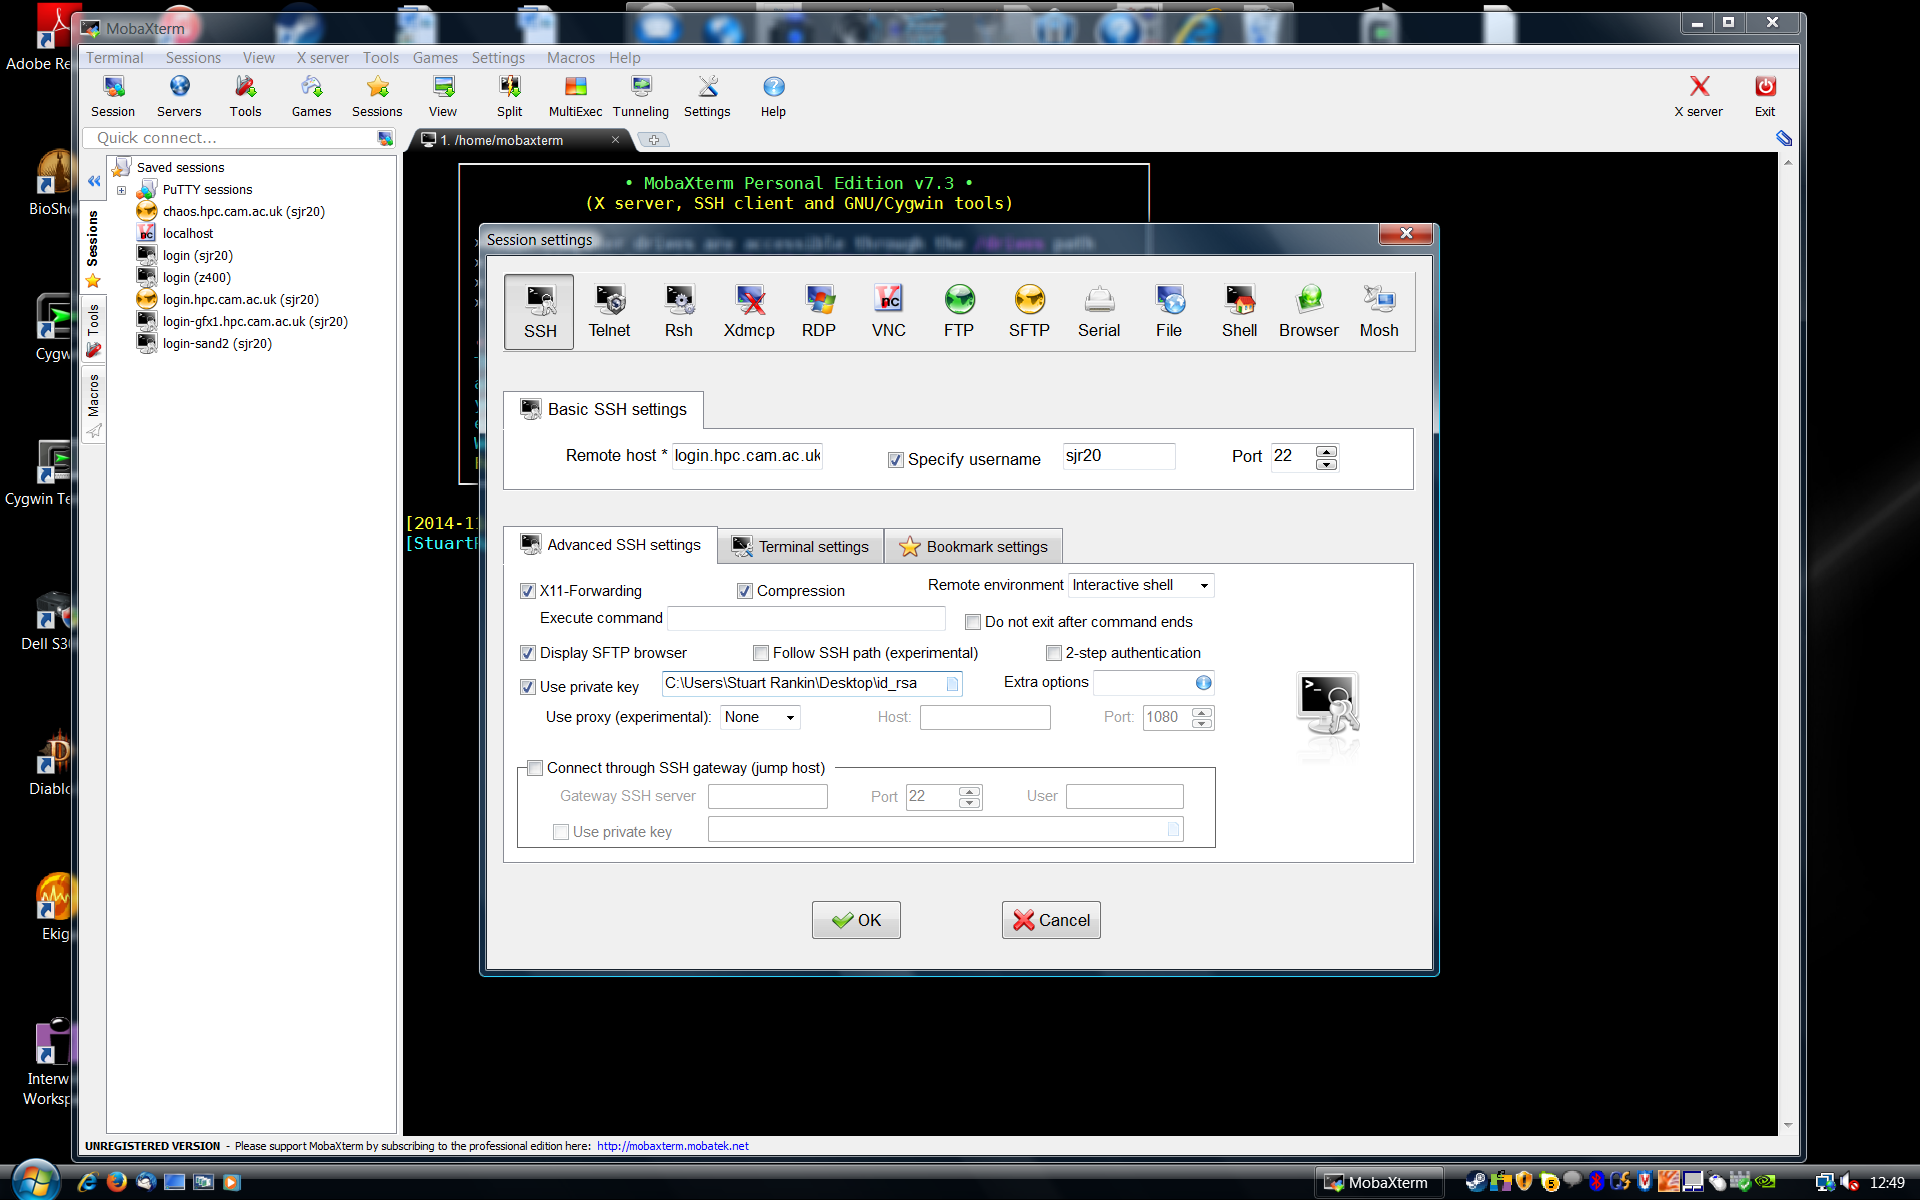 Adobe Re
BioSho
Cygw
Cygwin Te
Dell S3
Diablo
Ekig
Interw
Worksp
MobaXterm
Terminal Sessions View X server Tools Games Settings Macros Help
Session Servers Tools Games Sessions View Split MultiExec Tunneling Settings Help X server Exit
Quick connect...
1. /home/mobaxterm
Sessions
Tools
Macros
Saved sessions
PuTTY sessions
chaos.hpc.cam.ac.uk (sjr20)
localhost
login (sjr20)
login (z400)
login.hpc.cam.ac.uk (sjr20)
login-gfx1.hpc.cam.ac.uk (sjr20)
login-sand2 (sjr20)
• MobaXterm Personal Edition v7.3 •
(X server, SSH client and GNU/Cygwin tools)
[2014-11
[Stuart
Session settings
drives are accessible through the /drives path
SSH Telnet Rsh Xdmcp RDP VNC FTP SFTP Serial File Shell Browser Mosh
Basic SSH settings
Remote host * login.hpc.cam.ac.uk Specify username sjr20 Port 22
Advanced SSH settings Terminal settings Bookmark settings
X11-Forwarding Compression Remote environment Interactive shell
Execute command Do not exit after command ends
Display SFTP browser Follow SSH path (experimental) 2-step authentication
Use private key C:\Users\Stuart Rankin\Desktop\id_rsa Extra options
Use proxy (experimental): None Host: Port: 1080
Connect through SSH gateway (jump host)
Gateway SSH server Port 22 User
Use private key
OK Cancel
UNREGISTERED VERSION - Please support MobaXterm by subscribing to the professional edition here: http://mobaxterm.mobatek.net
MobaXterm 12:49